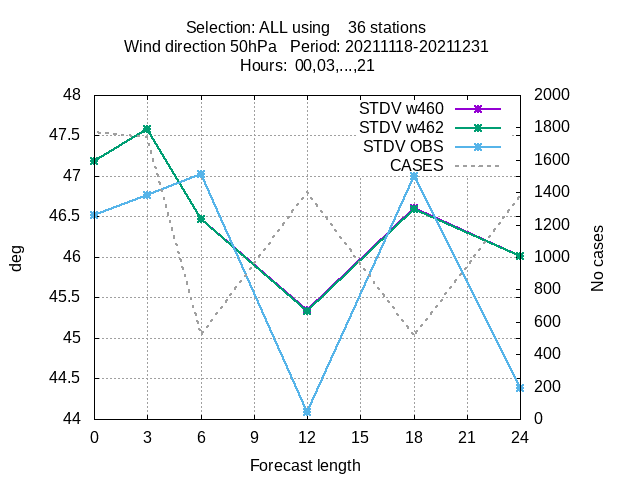 Selection: ALL using    36 stations
Wind direction 50hPa   Period: 20211118-20211231
Hours:  00,03,...,21
48
47.5
47
46.5
46
45.5
45
44.5
44
deg
2000
1800
1600
1400
1200
1000
800
600
400
200
0
No cases
STDV w460
STDV w462
STDV OBS
CASES
0 3 6 9 12 15 18 21 24
Forecast length